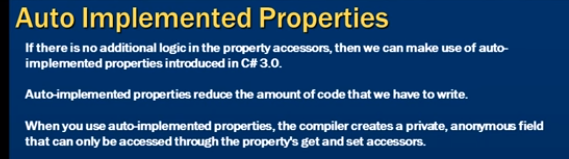 Auto Implemented Properties
If there is no additional logic in the property accessors, then we can make use of auto-
implemented properties introduced in C# 3.0.
Auto-implemented properties reduce the amount of code that we have to write.
When you use auto-implemented properties, the compiler creates a private, anonymous field
that can only be accessed through the property's get and set accessors.